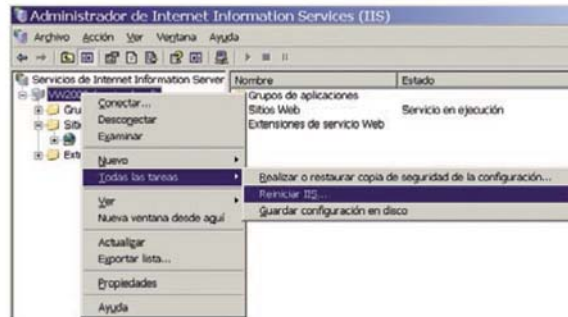 Administrador de Internet Information Services (IIS)
Archivo Acción Ver Ventana Ayuda
Servicios de Internet Information Server
Nombre Estado
Grupos de aplicaciones
Sitios Web Servicio en ejecución
Extensiones de servicio Web
Conectar...
Desconectar
Examinar
Nuevo
Todas las tareas
Ver
Nueva ventana desde aquí
Actualizar
Exportar lista...
Propiedades
Ayuda
Realizar o restaurar copia de seguridad de la configuración...
Reiniciar IIS...
Guardar configuración en disco